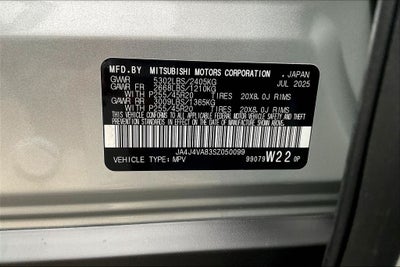 MFD.BY MITSUBISHI MOTORS CORPORATION , JAPAN
GVWR 5302LBS/2405KG JUL 2025
GAWR FR 2668LBS/1210KG
WITH P255/45R20 TIRES 20X8.0J RIMS
GAWR RR 3009LBS/1365KG
WITH P255/45R20 TIRES 20X8.0J RIMS
THIS VEHICLE CONFORMS TO ALL APPLICABLE
FEDERAL MOTOR VEHICLE SAFETY AND THEFT
PREVENTION STANDARDS IN EFFECT ON THE DATE
OF MANUFACTURE SHOWN ABOVE.
JA4J4VA83SZ050099
VEHICLE TYPE: MPV 99079 W22 0P